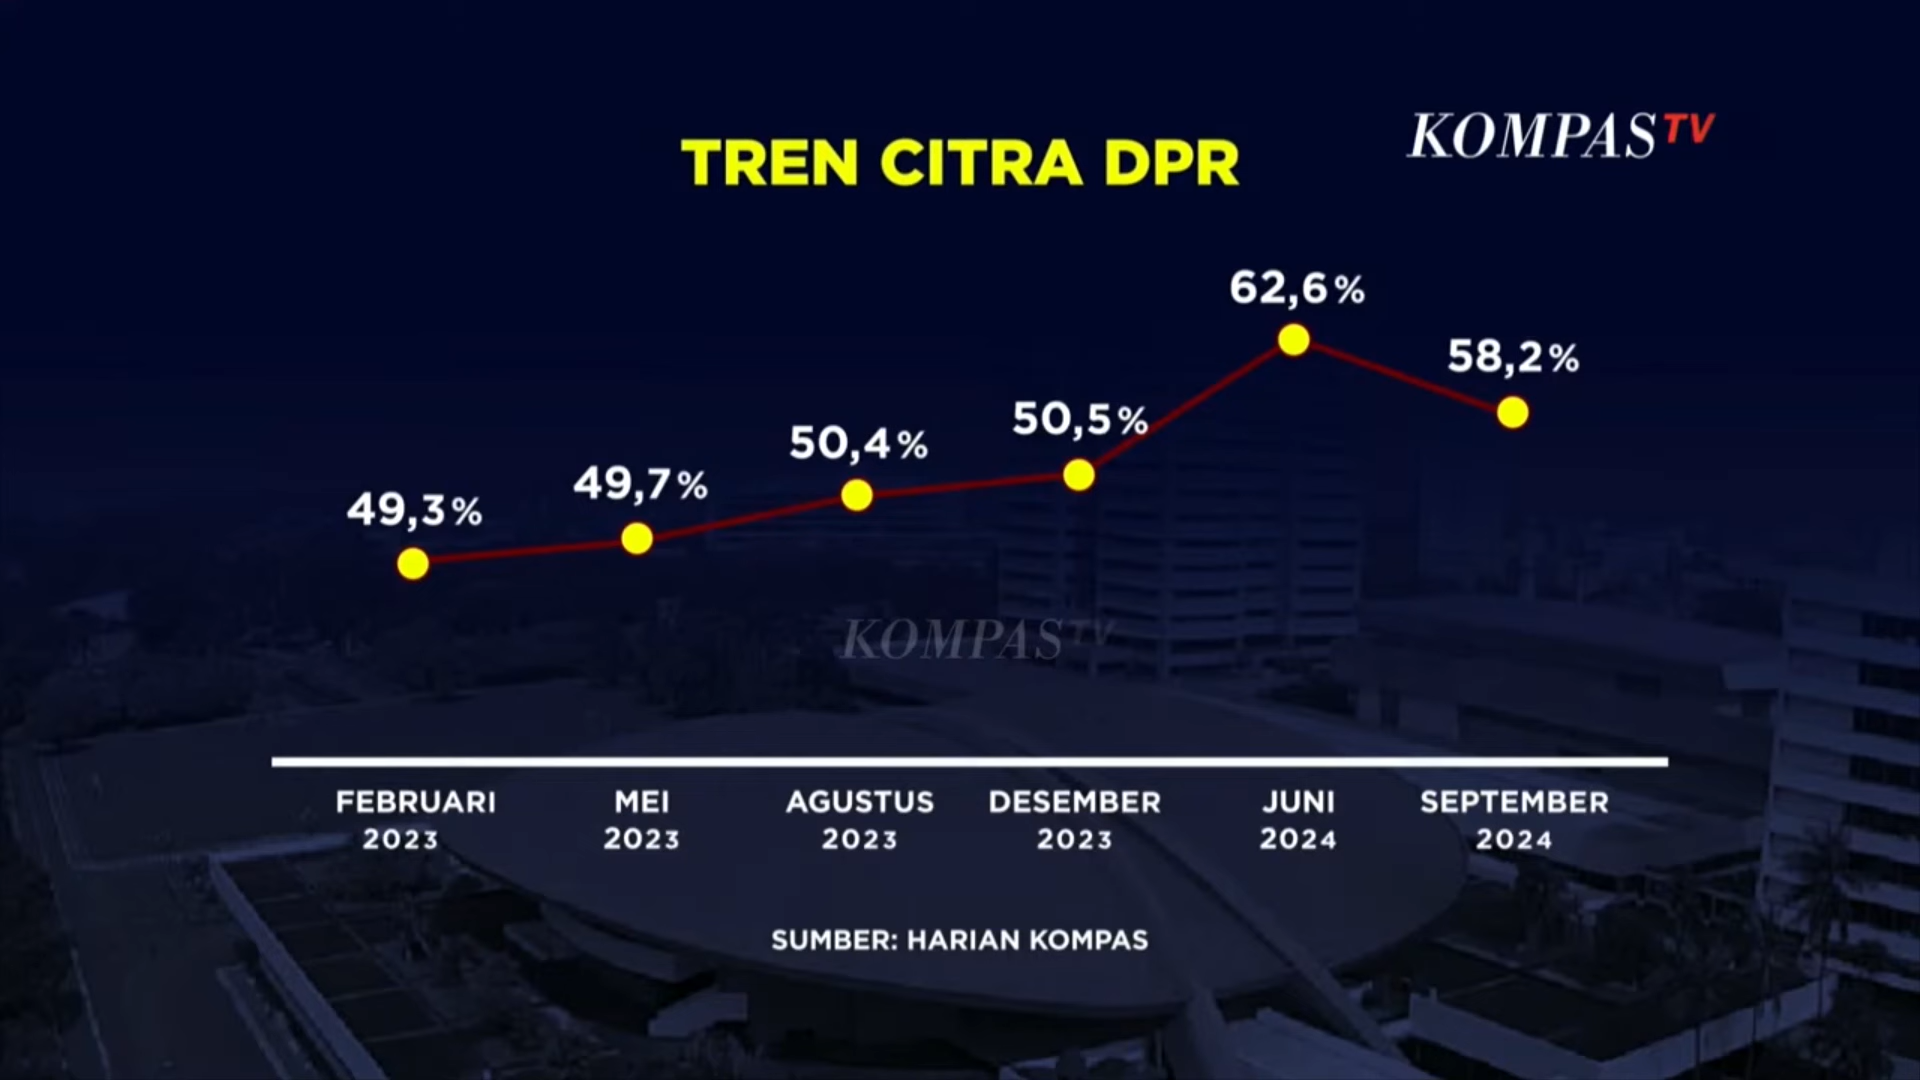 TREN CITRA DPR
KOMPASTV
62,6%
58,2%
50,5%
50,4%
49,7%
49,3%
KOMPASTV
FEBRUARI
2023
MEI
2023
AGUSTUS
2023
DESEMBER
2023
JUNI
2024
SEPTEMBER
2024
SUMBER: HARIAN KOMPAS